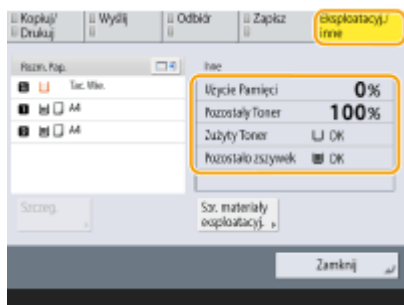 Kopiuj/
Drukuj
Wyślij
Odbiór
Zapisz
Eksploatacyj./
inne
Rozm. Pap.
Inne
Tac. Wie.
A4
A4
Użycie Pamięci 0%
Pozostały Toner 100%
Zużyty Toner OK
Pozostało zszywek OK
Szczeg.
Spr. materiały
eksploatacyj.
Zamknij